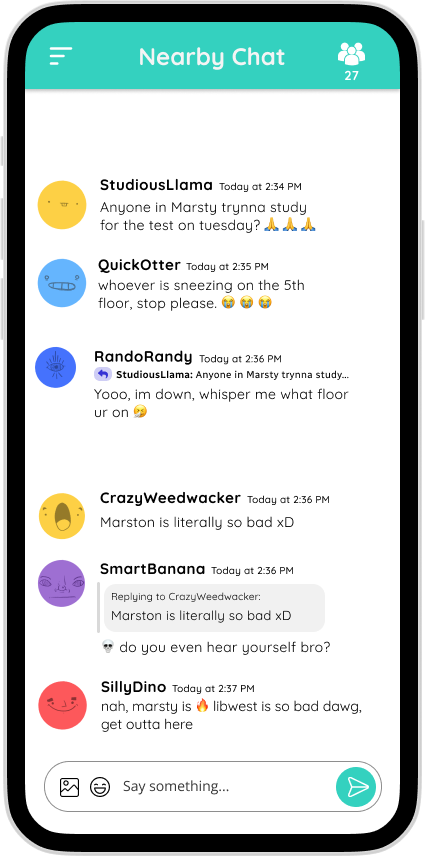 Nearby Chat
27
StudiousLlama Today at 2:34 PM
Anyone in Marsty trynna study
for the test on tuesday? 🙏 🙏 🙏
QuickOtter Today at 2:35 PM
whoever is sneezing on the 5th
floor, stop please. 😭 😭 😭
RandoRandy Today at 2:36 PM
StudiousLlama: Anyone in Marsty trynna study...
Yooo, im down, whisper me what floor
ur on 🤔
CrazyWeedwacker Today at 2:36 PM
Marston is literally so bad xD
SmartBanana Today at 2:36 PM
Replying to CrazyWeedwacker:
Marston is literally so bad xD
💀 do you even hear yourself bro?
SillyDino Today at 2:37 PM
nah, marsty is 🔥 libwest is so bad dawg,
get outta here
Say something...